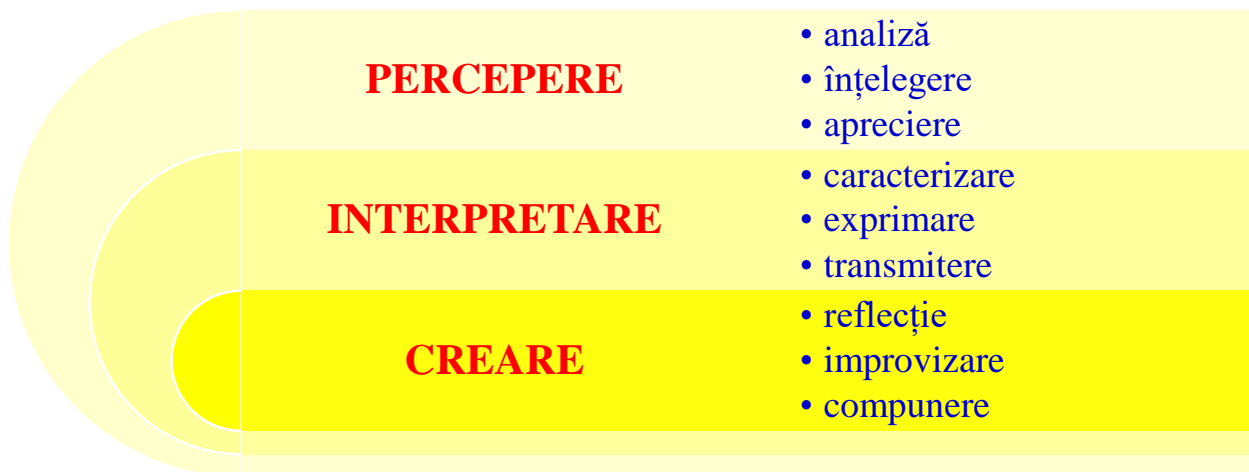 PERCEPERE
• analiză
• înțelegere
• apreciere
INTERPRETARE
• caracterizare
• exprimare
• transmitere
CREARE
• reflecție
• improvizare
• compunere